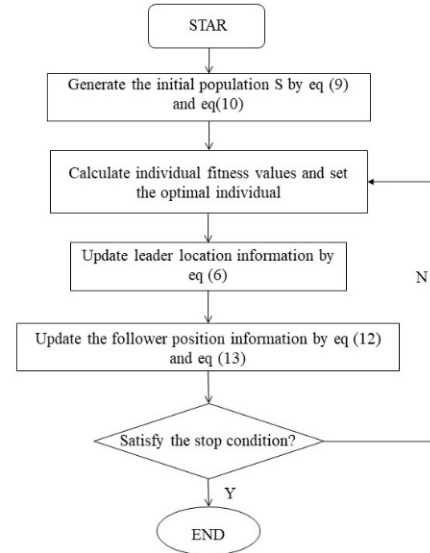 STAR
Generate the initial population S by eq (9)
and eq(10)
Calculate individual fitness values and set
the optimal individual
Update leader location information by
eq (6)
N
Update the follower position information by eq (12)
and eq (13)
Satisfy the stop condition?
Y
END